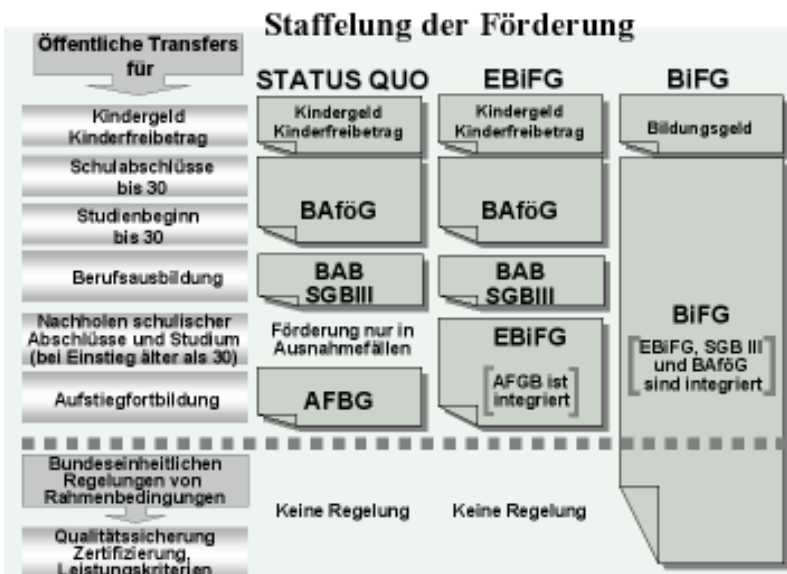 Staffelung der Förderung
Öffentliche Transfers
für
STATUS QUO
EBiFG
BiFG
Kindergeld
Kinderfreibetrag
Kindergeld
Kinderfreibetrag
Kindergeld
Kinderfreibetrag
Bildungsgeld
Schulabschlüsse
bis 30
Studienbeginn
bis 30
BAföG
BAföG
Berufsausbildung
BAB
SGBIII
BAB
SGBIII
Nachholen schulischer
Abschlüsse und Studium
(bei Einstieg älter als 30)
Förderung nur in
Ausnahmefällen
EBiFG
AFGB ist
integriert
BiFG
EBiFG, SGB III
und BAföG
sind integriert
Aufstiegfortbildung
AFBG
Bundeseinheitlichen
Regelungen von
Rahmenbedingungen
Keine Regelung
Keine Regelung
Qualitätssicherung
Zertifizierung,
Leistungskriterien